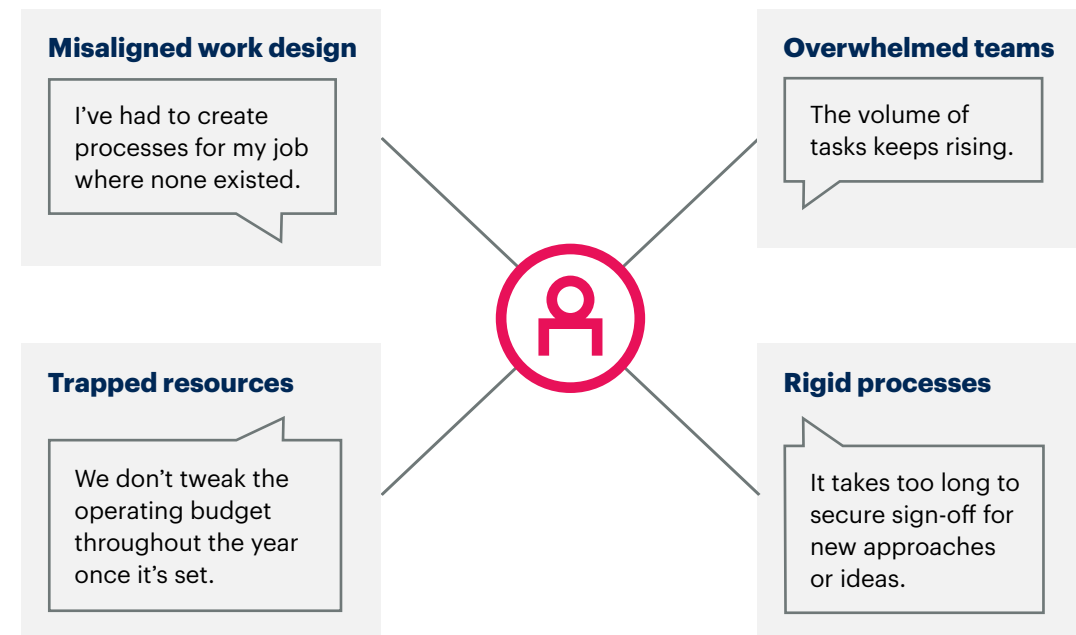 Misaligned work design
I’ve had to create
processes for my job
where none existed.
Overwhelmed teams
The volume of
tasks keeps rising.
Trapped resources
We don’t tweak the
operating budget
throughout the year
once it’s set.
Rigid processes
It takes too long to
secure sign-off for
new approaches
or ideas.